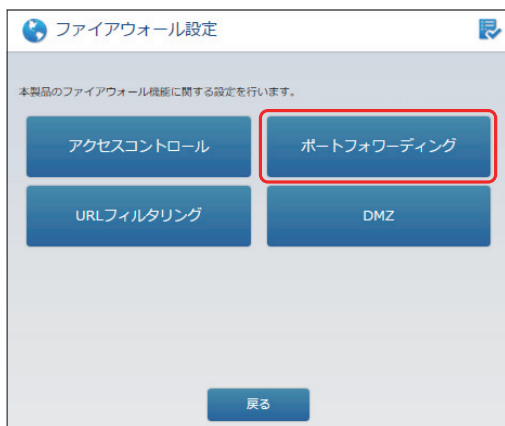 ファイアウォール設定
本製品のファイアウォール機能に関する設定を行います。
アクセスコントロール
ポートフォワーディング
URLフィルタリング
DMZ
戻る